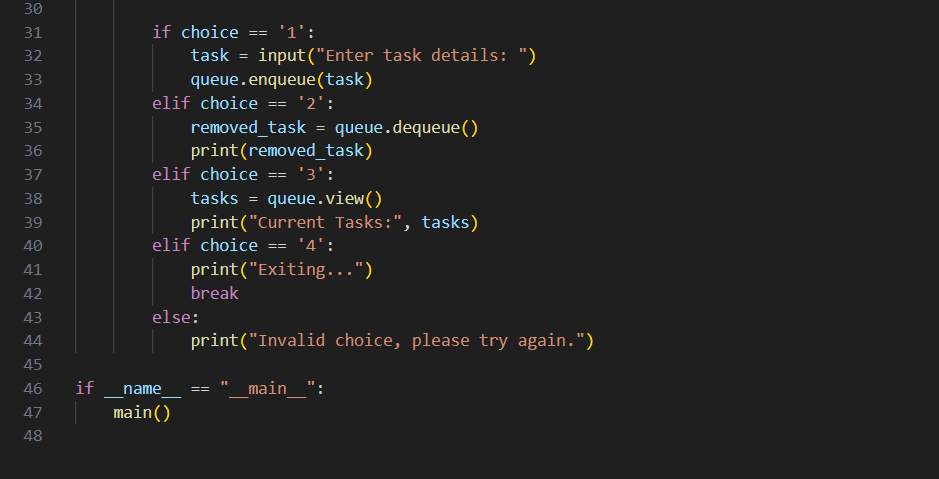 30
31 if choice == '1':
32 task = input("Enter task details: ")
33 queue.enqueue(task)
34 elif choice == '2':
35 removed_task = queue.dequeue()
36 print(removed_task)
37 elif choice == '3':
38 tasks = queue.view()
39 print("Current Tasks:", tasks)
40 elif choice == '4':
41 print("Exiting...")
42 break
43 else:
44 print("Invalid choice, please try again.")
45
46 if __name__ == "__main__":
47 main()
48